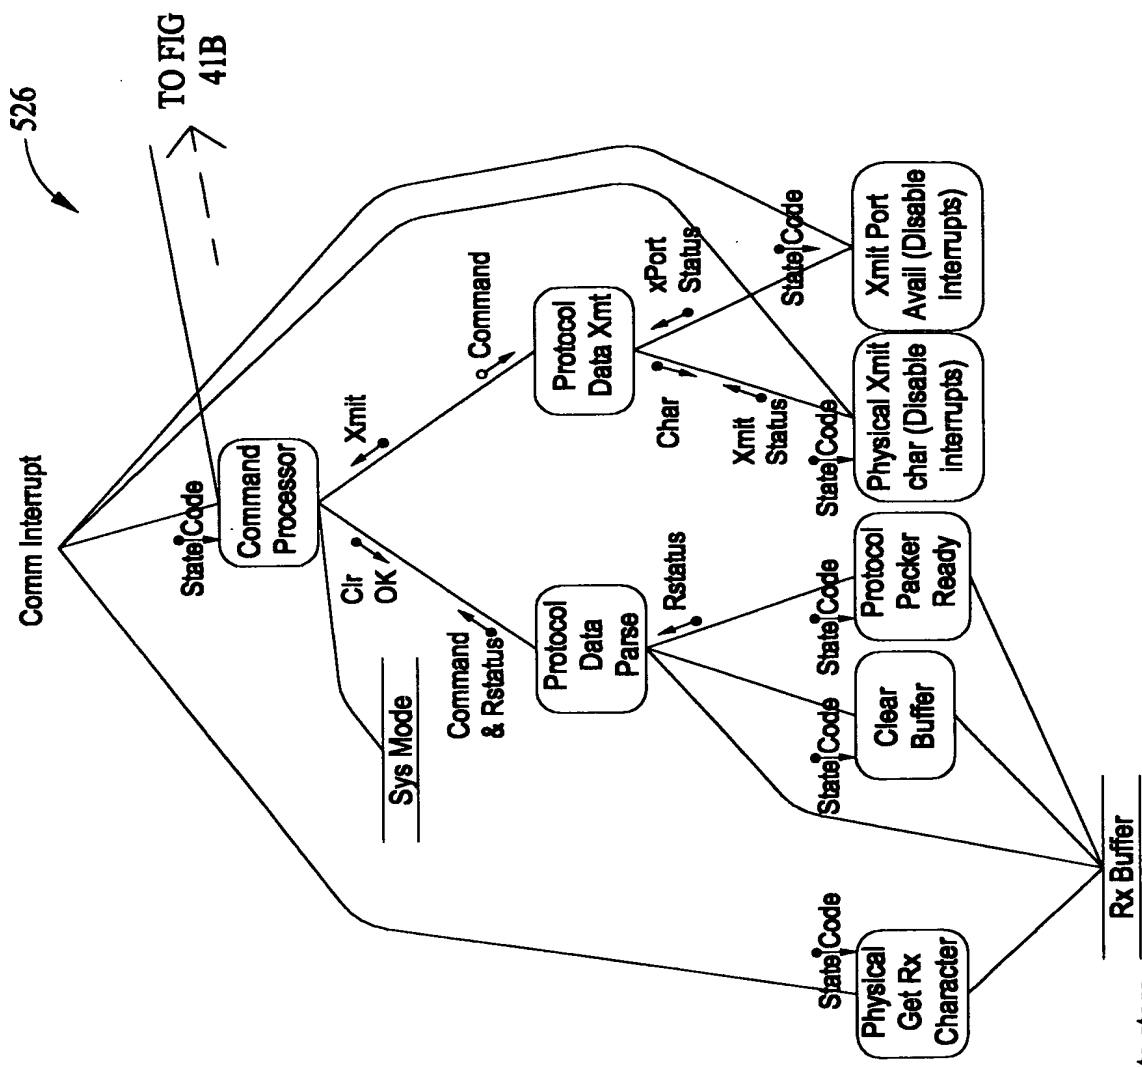 526
TO FIG
41B
Comm Interrupt
State
Code
Command
Processor
Xmit
Command
Clr
OK
Command
& Rstatus
Sys Mode
Protocol
Data Xmt
xPort
Status
Char
Xmit
Status
Protocol
Data
Parse
Rstatus
State
Code
Physical
Get Rx
Character
State
Code
Clear
Buffer
State
Code
Protocol
Packer
Ready
State
Code
Physical Xmit
char (Disable
interrupts)
State
Code
Xmit Port
Avail (Disable
interrupts)
Rx Buffer